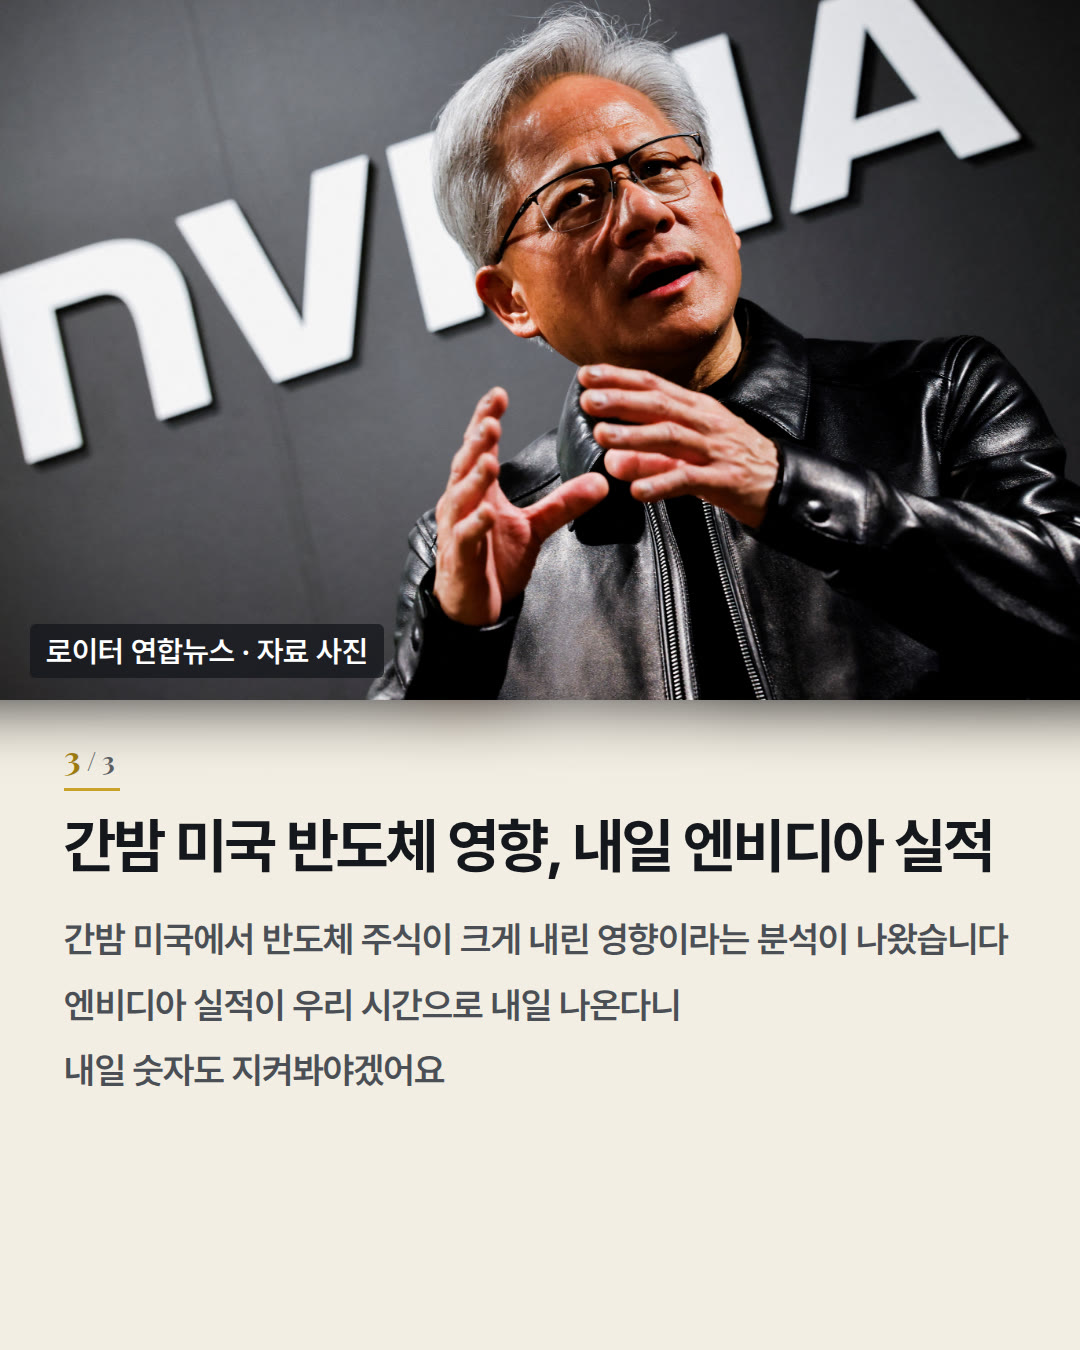 nVIDIA
로이터 연합뉴스 · 자료 사진
3 / 3
간밤 미국 반도체 영향, 내일 엔비디아 실적
간밤 미국에서 반도체 주식이 크게 내린 영향이라는 분석이 나왔습니다
엔비디아 실적이 우리 시간으로 내일 나온다니
내일 숫자도 지켜봐야겠어요